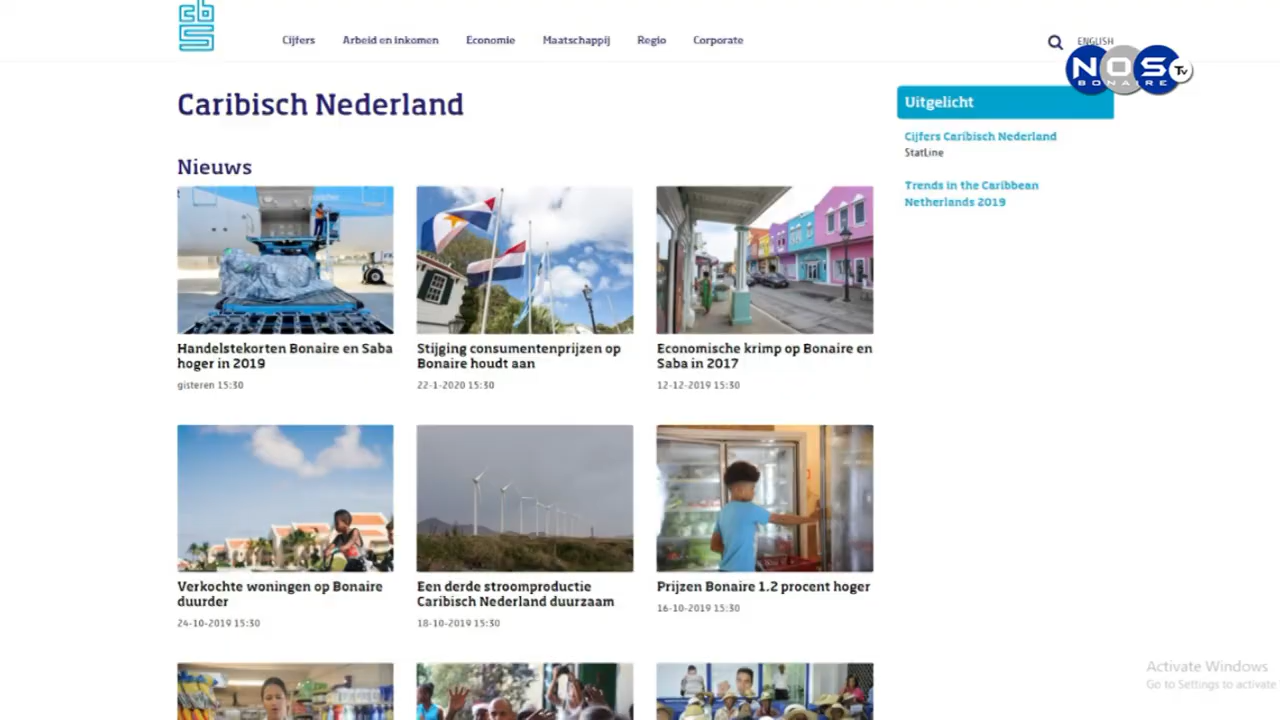 cbs
Cijfers
Arbeid en inkomen
Economie
Maatschappij
Regio
Corporate
ENGLISH
NOS TV
BONAIRE
Caribisch Nederland
Uitgelicht
Cijfers Caribisch Nederland
StatLine
Trends in the Caribbean
Netherlands 2019
Nieuws
Handelstekorten Bonaire en Saba
hoger in 2019
gisteren 15:30
Stijging consumentenprijzen op
Bonaire houdt aan
22-1-2020 15:30
Economische krimp op Bonaire en
Saba in 2017
12-12-2019 15:30
Verkochte woningen op Bonaire
duurder
24-10-2019 15:30
Een derde stroomproductie
Caribisch Nederland duurzaam
18-10-2019 15:30
Prijzen Bonaire 1.2 procent hoger
16-10-2019 15:30
Activate Windows
Go to Settings to activate